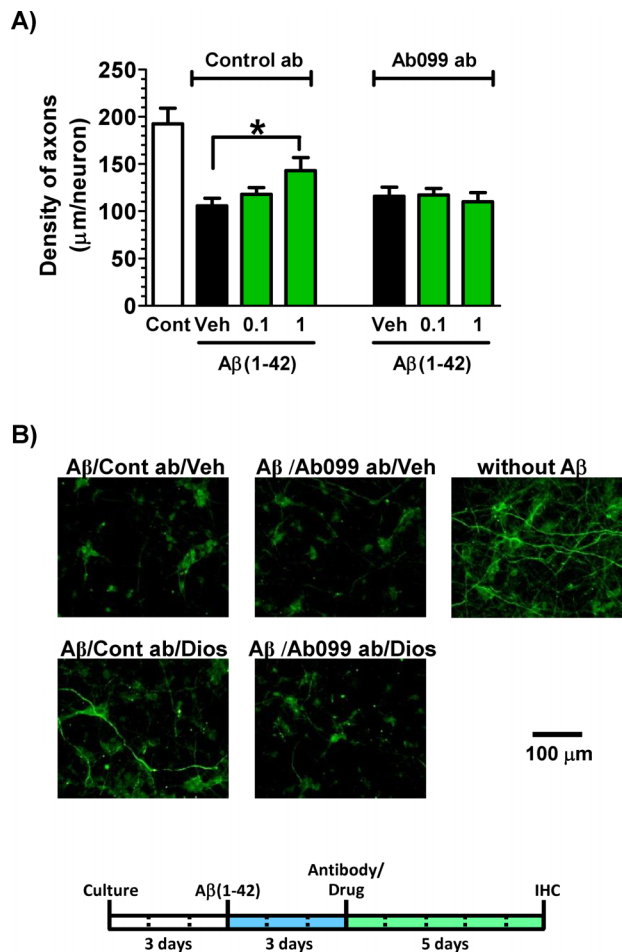 A)
Control ab
Ab099 ab
Density of axons
(μm/neuron)
250
200
150
100
50
0
*
Cont Veh 0.1 1
Veh 0.1 1
Aβ(1-42)
Aβ(1-42)
B)
Aβ/Cont ab/Veh
Aβ /Ab099 ab/Veh
without Aβ
Aβ/Cont ab/Dios
Aβ /Ab099 ab/Dios
100 μm
Culture
Aβ(1-42)
Antibody/
Drug
IHC
3 days
3 days
5 days